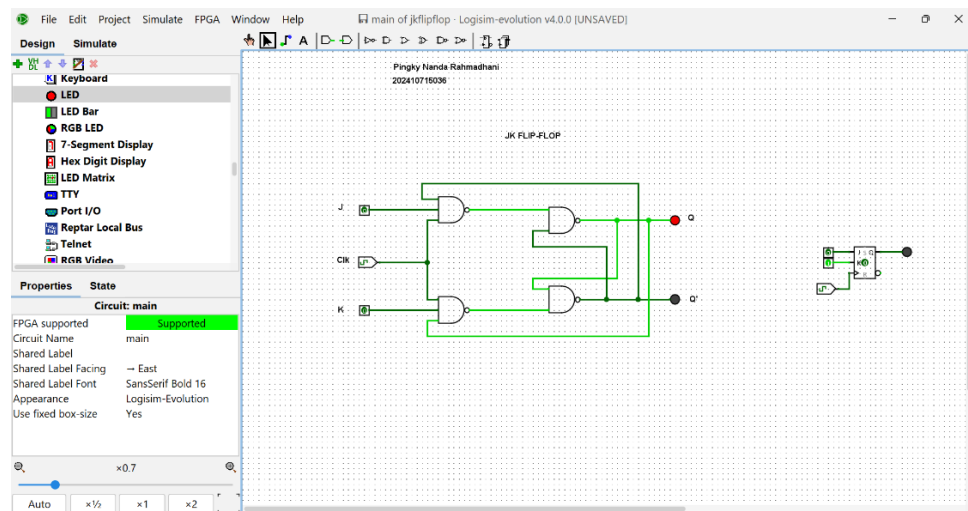 File Edit Project Simulate FPGA Window Help main of jkflipflop · Logisim-evolution v4.0.0 [UNSAVED]
Design Simulate
A
VH
DL
Keyboard
LED
LED Bar
RGB LED
7-Segment Display
Hex Digit Display
LED Matrix
TTY
Port I/O
Reptar Local Bus
Telnet
RGB Video
Properties State
Circuit: main
FPGA supported Supported
Circuit Name main
Shared Label
Shared Label Facing → East
Shared Label Font SansSerif Bold 16
Appearance Logisim-Evolution
Use fixed box-size Yes
×0.7
Auto ×½ ×1 ×2
Pingky Nanda Rahmadhani
202410715036
JK FLIP-FLOP
J
Q
Clk
K
Q'
J S Q
K
R